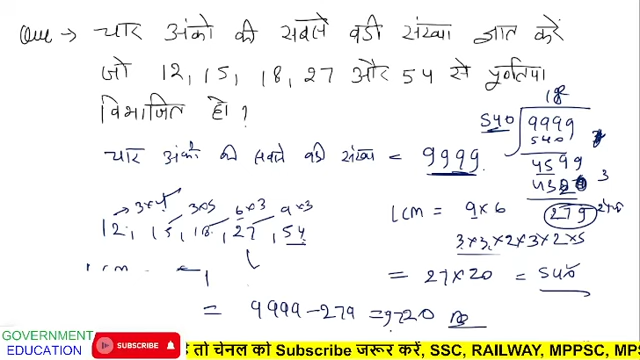 Que → चार अंको की सबसे बडी संख्या ज्ञात करें
जो 12, 15, 18, 27 और 54 से पूर्णतया
विभाजित हो ?
चार अंको की सबसे बडी संख्या = 9999
18
540 9999
540
4599
4320
279
3×4 3×5 6×3 9×3
12, 15, 18, 27, 54
LCM = 9×6
3×3×2×3×2×5
= 27×20 = 540
LCM
= 9999-279 = 9720
GOVERNMENT
EDUCATION
SUBSCRIBE
है तो चेनल को Subscribe जरूर करें, SSC, RAILWAY, MPPSC, MPS